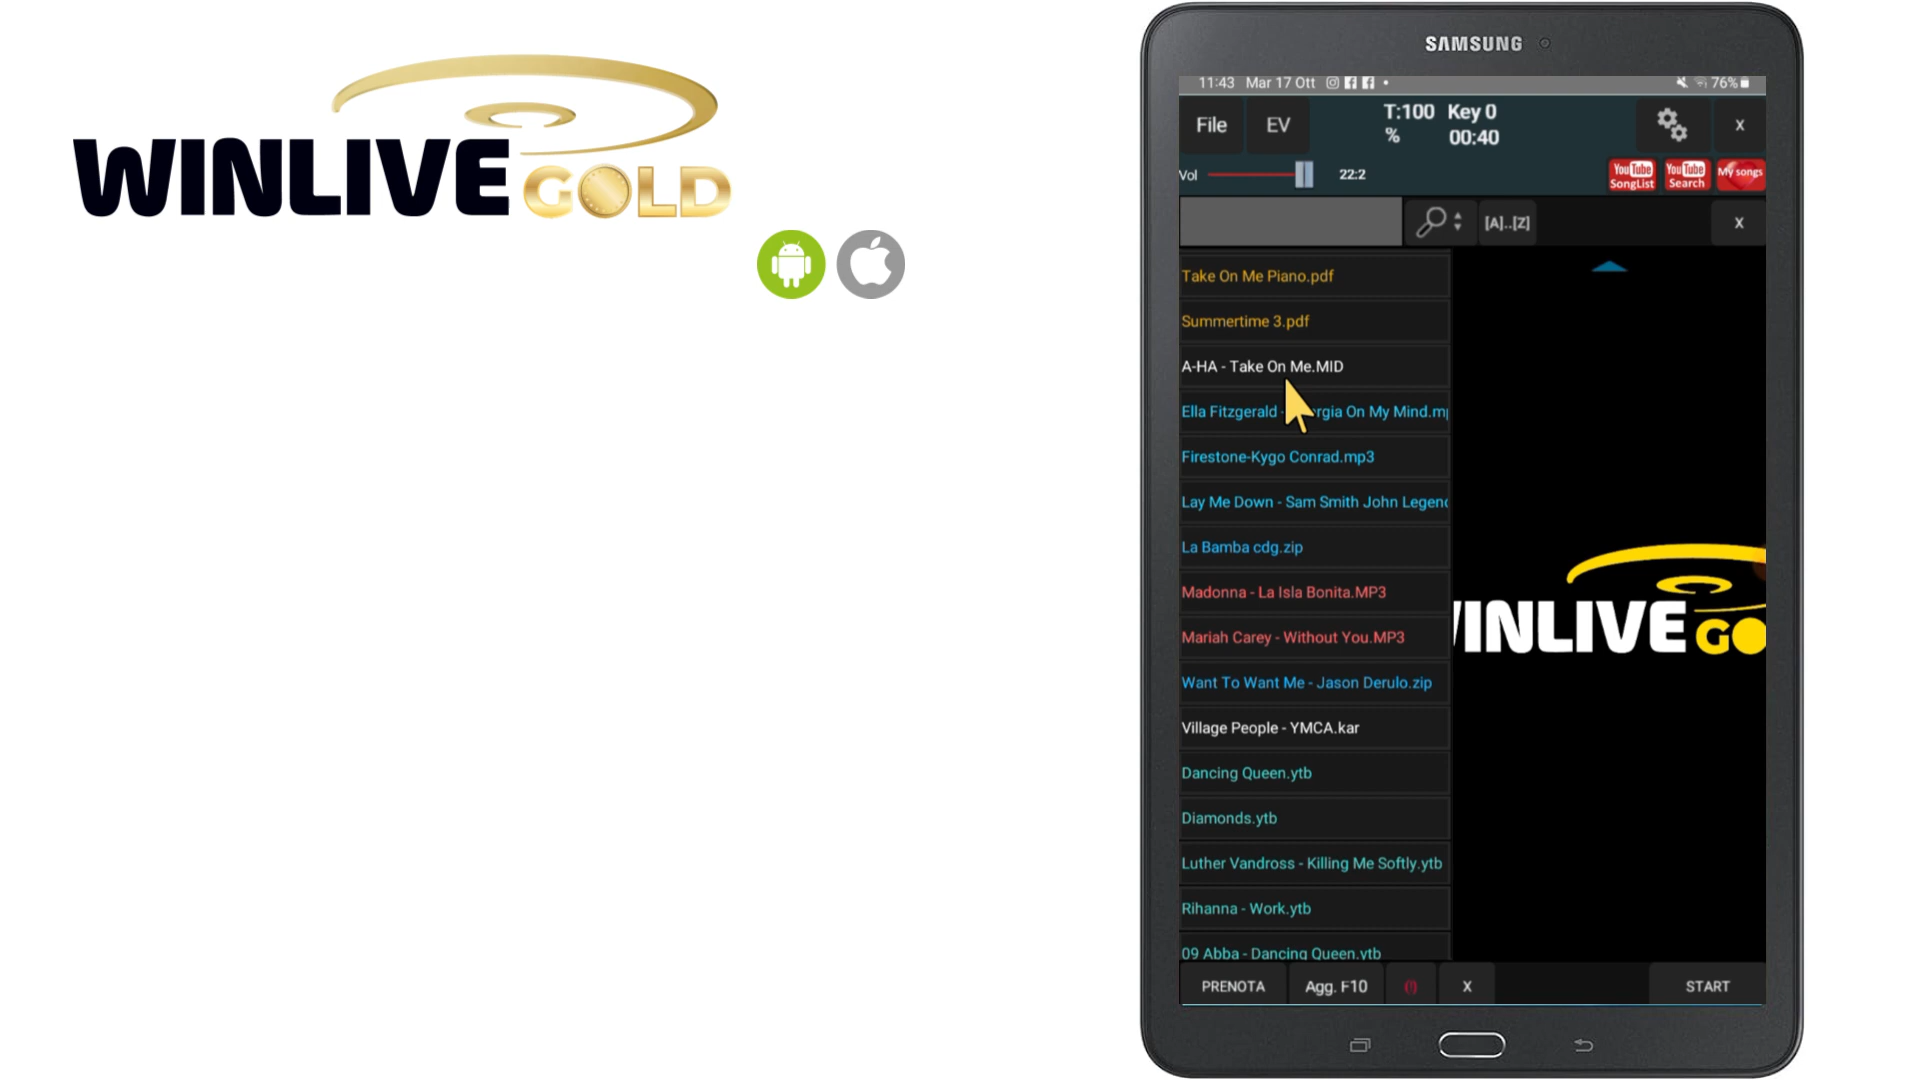 WINLIVE GOLD
SAMSUNG
11:43 Mar 17 Ott
76%
File
EV
T:100 %
Key 0
00:40
x
Vol
22:2
You Tube SongList
You Tube Search
My songs
[A]..[Z]
x
Take On Me Piano.pdf
Summertime 3.pdf
A-HA - Take On Me.MID
Ella Fitzgerald - rgia On My Mind.m
Firestone-Kygo Conrad.mp3
Lay Me Down - Sam Smith John Legend
La Bamba cdg.zip
Madonna - La Isla Bonita.MP3
Mariah Carey - Without You.MP3
INLIVE GO
Want To Want Me - Jason Derulo.zip
Village People - YMCA.kar
Dancing Queen.ytb
Diamonds.ytb
Luther Vandross - Killing Me Softly.ytb
Rihanna - Work.ytb
09 Abba - Dancing Queen.ytb
PRENOTA
Agg. F10
(!)
X
START